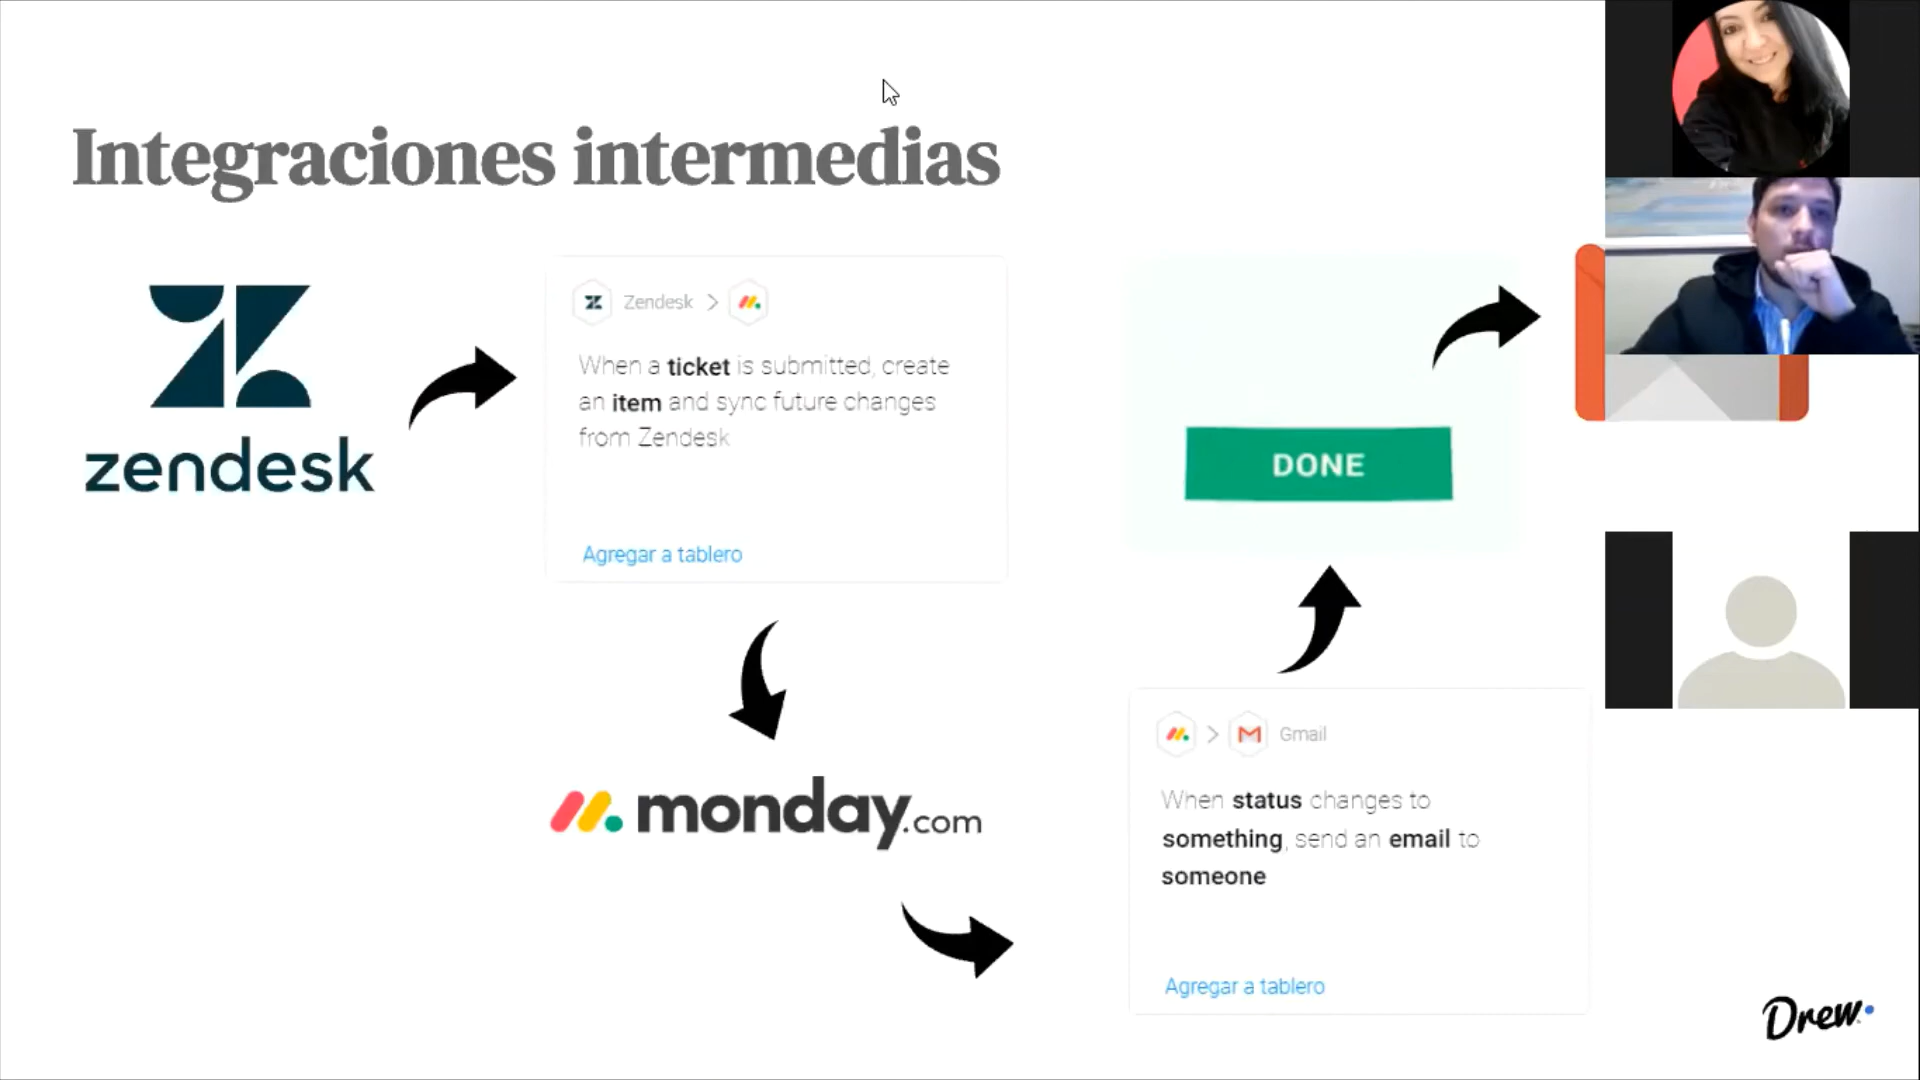 Integraciones intermedias
zendesk
Zendesk
When a ticket is submitted, create
an item and sync future changes
from Zendesk
Agregar a tablero
monday.com
Gmail
When status changes to
something, send an email to
someone
Agregar a tablero
DONE
Drew